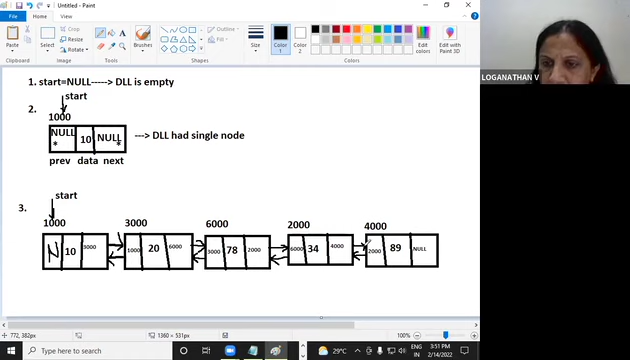 Untitled - Paint
File Home View
Paste
Clipboard
Select
Crop
Resize
Rotate
Image
Tools
Brushes
Shapes
Outline
Fill
Size
Color 1
Color 2
Colors
Edit colors
Edit with Paint 3D
LOGANATHAN V
1. start=NULL-----> DLL is empty
start
2.
1000
NULL 10 NULL ---> DLL had single node
* *
prev data next
start
3.
1000 3000 6000 2000 4000
N 10 3000 1000 20 6000 3000 78 2000 6000 34 4000 2000 89 NULL
772, 382px 1360 × 531px 100%
Type here to search 29°C ENG 3:51 PM
IN 2/14/2022